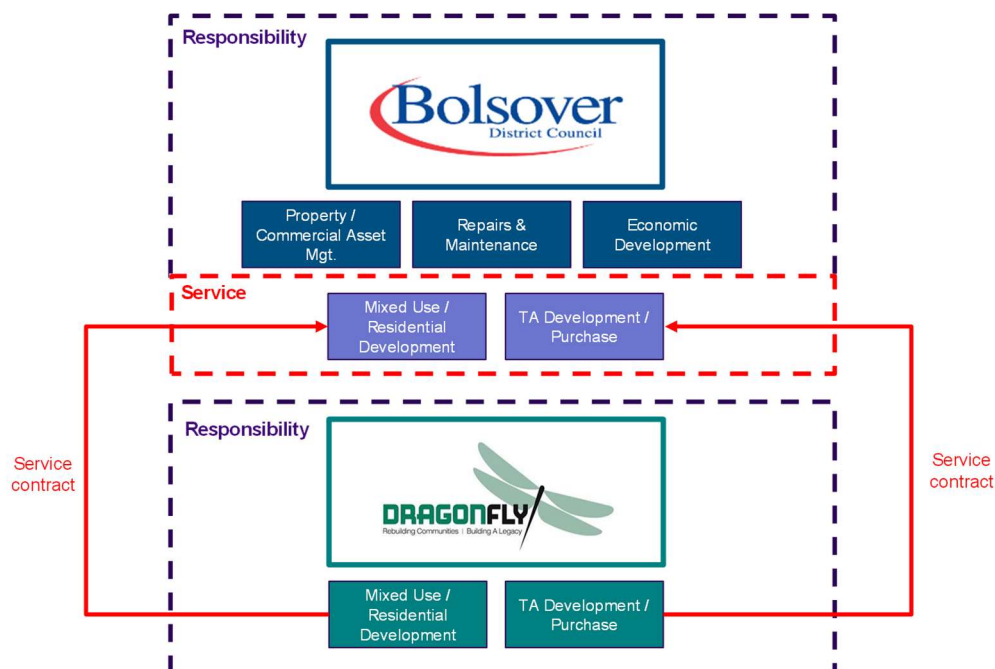 Responsibility
Bolsover
District Council
Property /
Commercial Asset
Mgt.
Repairs &
Maintenance
Economic
Development
Service
Mixed Use /
Residential
Development
TA Development /
Purchase
Responsibility
Service
contract
Service
contract
DRAGONFLY
Rebuilding Communities | Building A Legacy
Mixed Use /
Residential
Development
TA Development /
Purchase